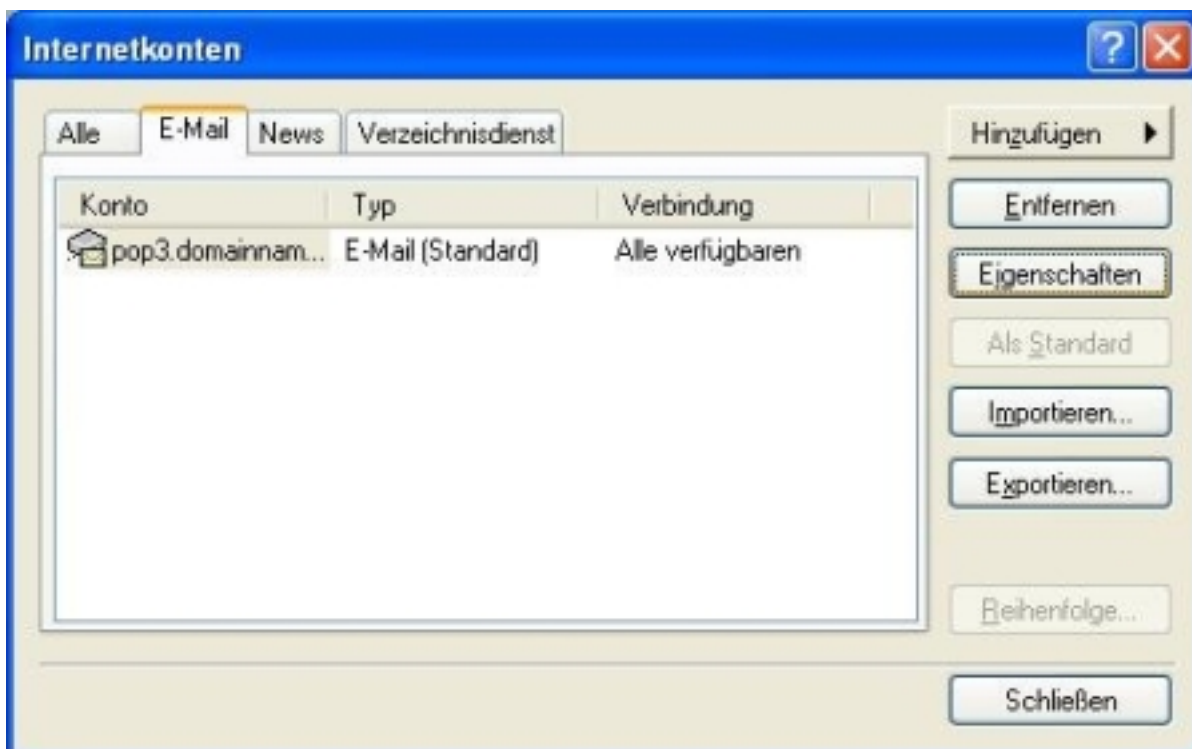 Internetkonten
Alle E-Mail News Verzeichnisdienst
Konto Typ Verbindung
pop3.domainnam... E-Mail (Standard) Alle verfügbaren
Hinzufügen
Entfernen
Eigenschaften
Als Standard
Importieren...
Exportieren...
Reihenfolge...
Schließen